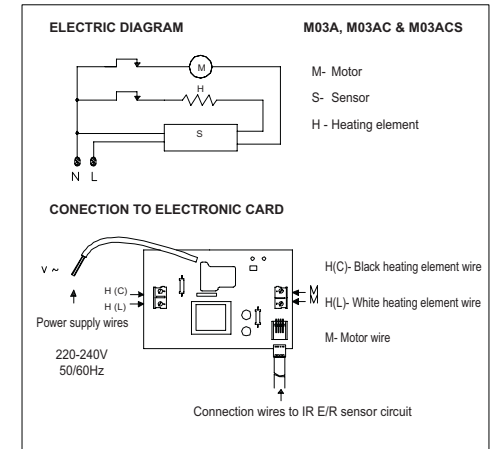 ELECTRIC DIAGRAM
M03A, M03AC & M03ACS
M
H
S
N L
M- Motor
S- Sensor
H - Heating element
CONECTION TO ELECTRONIC CARD
V ~
H (C)
H (L)
Power supply wires
220-240V
50/60Hz
M
M
H(C)- Black heating element wire
H(L)- White heating element wire
M- Motor wire
Connection wires to IR E/R sensor circuit